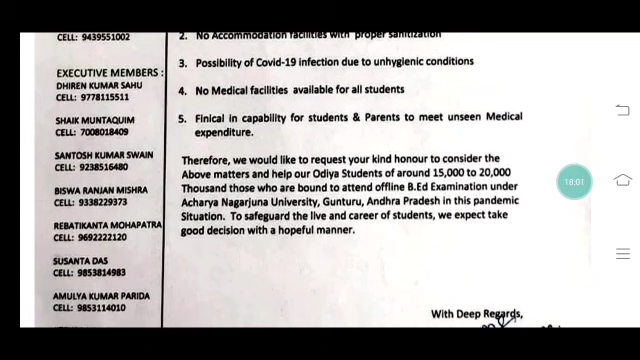 CELL: 9439551002
EXECUTIVE MEMBERS :
DHIREN KUMAR SAHU
CELL: 9778115511
SHAIK MUNTAQUIM
CELL: 7008018409
SANTOSH KUMAR SWAIN
CELL: 9238516480
BISWA RANJAN MISHRA
CELL: 9338229373
REBATIKANTA MOHAPATRA
CELL: 9692222120
SUSANTA DAS
CELL: 9853814983
AMULYA KUMAR PARIDA
CELL: 9853114010
2. No Accommodation facilities with proper sanitization
3. Possibility of Covid-19 infection due to unhygienic conditions
4. No Medical facilities available for all students
5. Finical in capability for students & Parents to meet unseen Medical
expenditure.
Therefore, we would like to request your kind honour to consider the
Above matters and help our Odiya Students of around 15,000 to 20,000
Thousand those who are bound to attend offline B.Ed Examination under
Acharya Nagarjuna University, Gunturu, Andhra Pradesh in this pandemic
Situation. To safeguard the live and career of students, we expect take
good decision with a hopeful manner.
With Deep Regards,
18:01